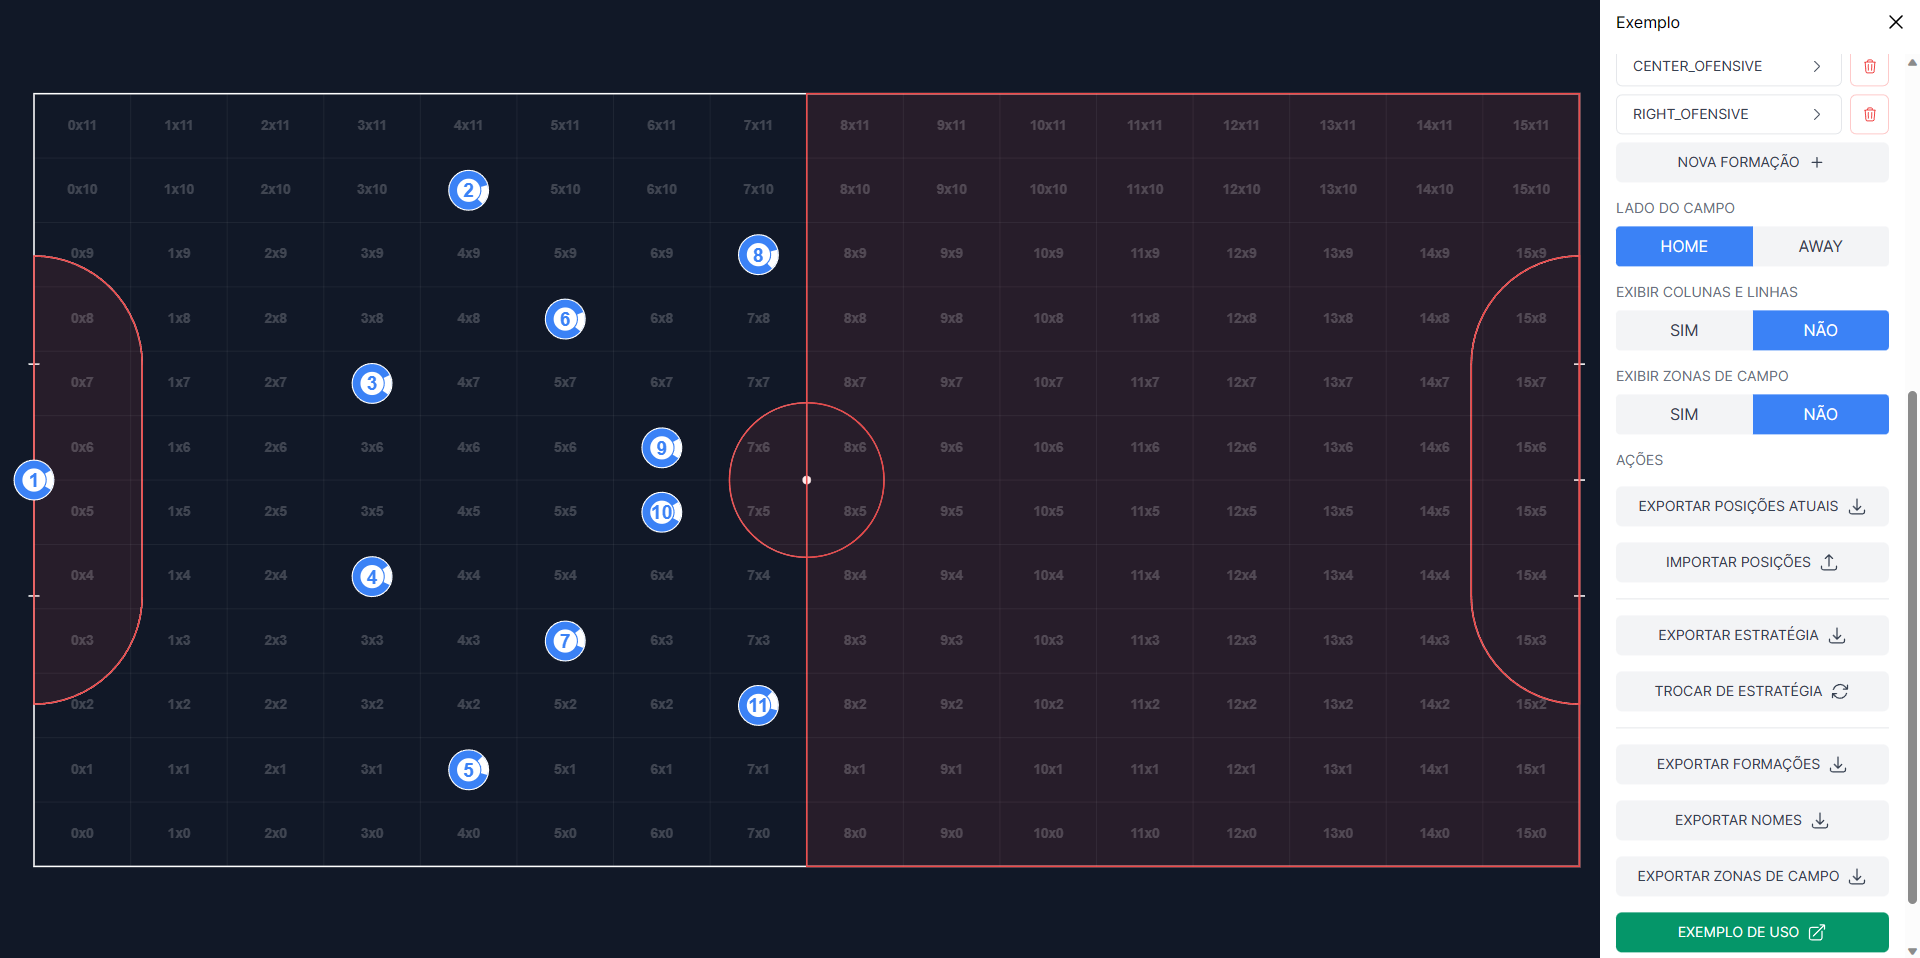 Exemplo
CENTER_OFENSIVE
RIGHT_OFENSIVE
NOVA FORMAÇÃO
LADO DO CAMPO
HOME AWAY
EXIBIR COLUNAS E LINHAS
SIM NÃO
EXIBIR ZONAS DE CAMPO
SIM NÃO
AÇÕES
EXPORTAR POSIÇÕES ATUAIS
IMPORTAR POSIÇÕES
EXPORTAR ESTRATÉGIA
TROCAR DE ESTRATÉGIA
EXPORTAR FORMAÇÕES
EXPORTAR NOMES
EXPORTAR ZONAS DE CAMPO
EXEMPLO DE USO
0x11 1x11 2x11 3x11 4x11 5x11 6x11 7x11 8x11 9x11 10x11 11x11 12x11 13x11 14x11 15x11
0x10 1x10 2x10 3x10 2 5x10 6x10 7x10 8x10 9x10 10x10 11x10 12x10 13x10 14x10 15x10
0x9 1x9 2x9 3x9 4x9 5x9 6x9 8 8x9 9x9 10x9 11x9 12x9 13x9 14x9 15x9
0x8 1x8 2x8 3x8 4x8 6 6x8 7x8 8x8 9x8 10x8 11x8 12x8 13x8 14x8 15x8
0x7 1x7 2x7 3 4x7 5x7 6x7 7x7 8x7 9x7 10x7 11x7 12x7 13x7 14x7 15x7
0x6 1x6 2x6 3x6 4x6 5x6 9 7x6 8x6 9x6 10x6 11x6 12x6 13x6 14x6 15x6
1
0x5 1x5 2x5 3x5 4x5 5x5 10 7x5 8x5 9x5 10x5 11x5 12x5 13x5 14x5 15x5
0x4 1x4 2x4 4 4x4 5x4 6x4 7x4 8x4 9x4 10x4 11x4 12x4 13x4 14x4 15x4
0x3 1x3 2x3 3x3 4x3 7 6x3 7x3 8x3 9x3 10x3 11x3 12x3 13x3 14x3 15x3
0x2 1x2 2x2 3x2 4x2 5x2 6x2 11 8x2 9x2 10x2 11x2 12x2 13x2 14x2 15x2
0x1 1x1 2x1 3x1 5 5x1 6x1 7x1 8x1 9x1 10x1 11x1 12x1 13x1 14x1 15x1
0x0 1x0 2x0 3x0 4x0 5x0 6x0 7x0 8x0 9x0 10x0 11x0 12x0 13x0 14x0 15x0